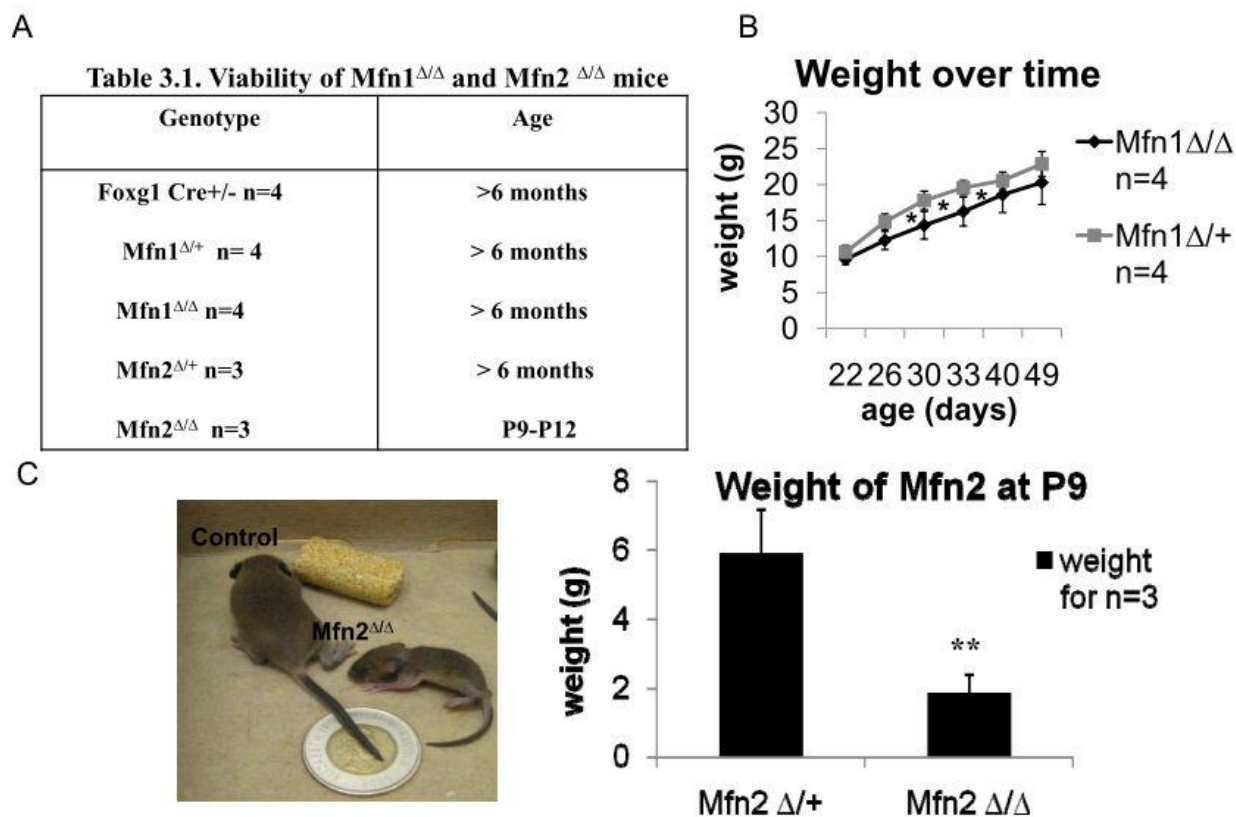 A
Table 3.1. Viability of Mfn1Δ/Δ and Mfn2 Δ/Δ mice
Genotype Age
Foxg1 Cre+/- n=4 >6 months
Mfn1Δ/+ n= 4 > 6 months
Mfn1Δ/Δ n=4 > 6 months
Mfn2Δ/+ n=3 > 6 months
Mfn2Δ/Δ n=3 P9-P12
B
Weight over time
30
25
20
15
10
5
0
weight (g)
* * *
22 26 30 33 40 49
age (days)
Mfn1Δ/Δ
n=4
Mfn1Δ/+
n=4
C
Control
Mfn2Δ/Δ
Weight of Mfn2 at P9
8
6
4
2
0
weight (g)
**
Mfn2 Δ/+ Mfn2 Δ/Δ
weight
for n=3